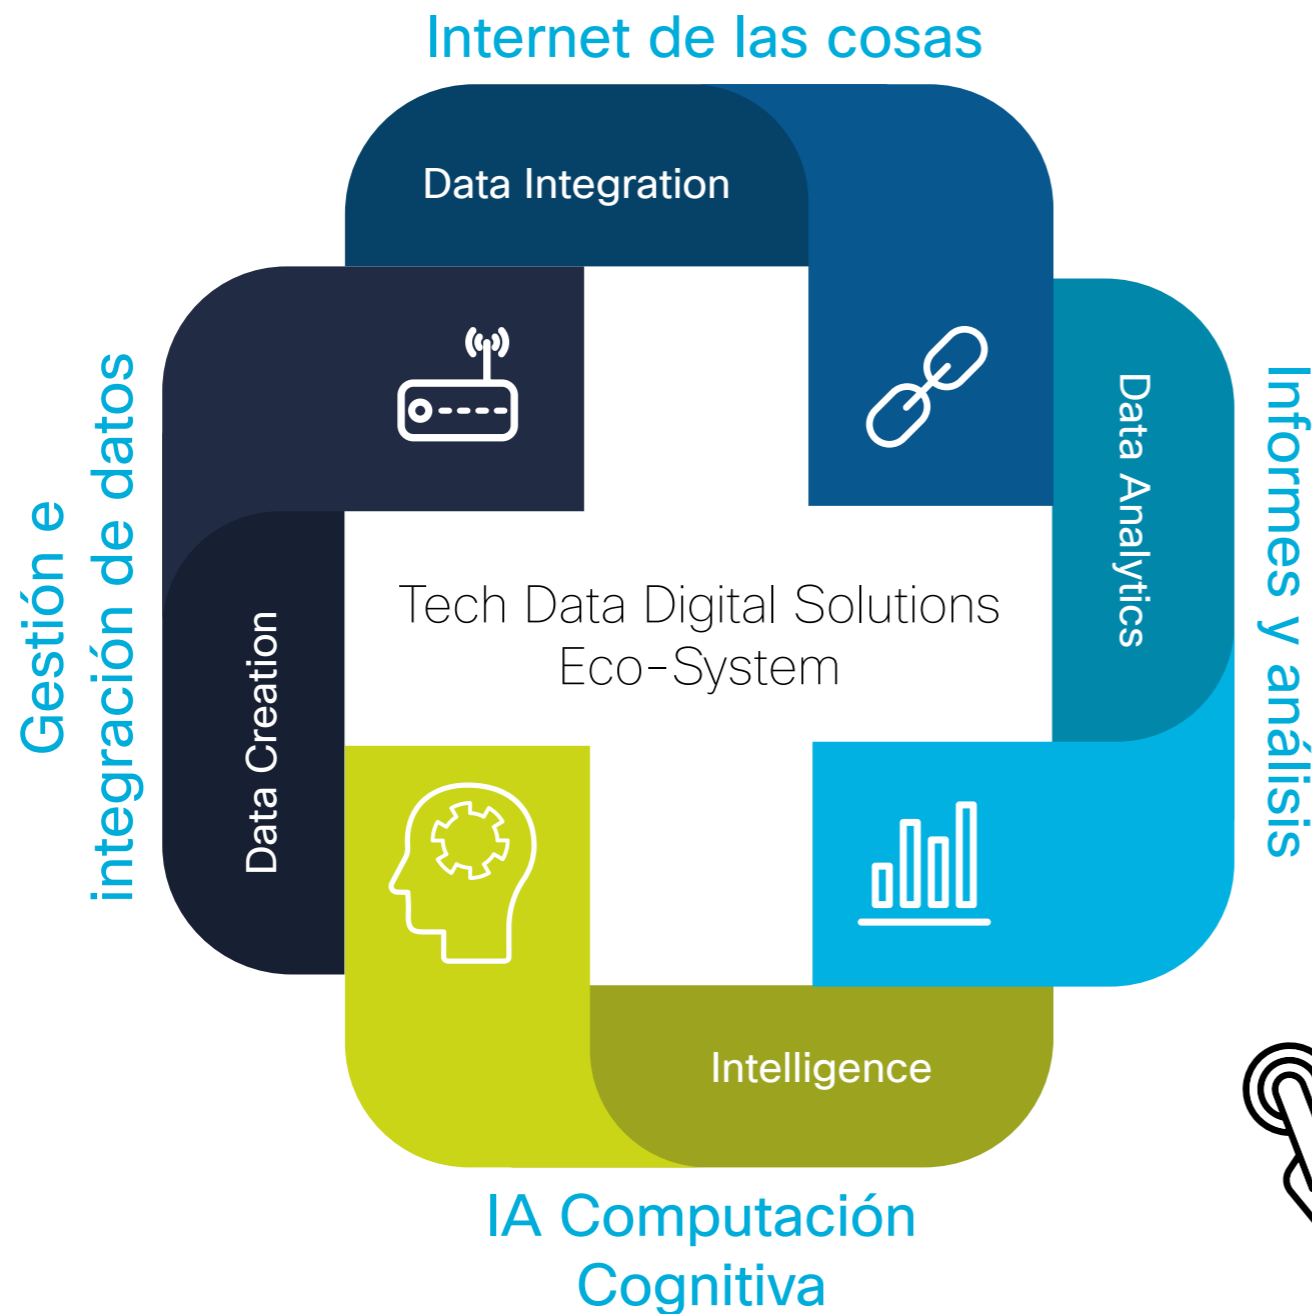 Internet de las cosas
Data Integration
Gestión e
integración de datos
Data Creation
Tech Data Digital Solutions
Eco-System
Data Analytics
Informes y análisis
Intelligence
IA Computación
Cognitiva